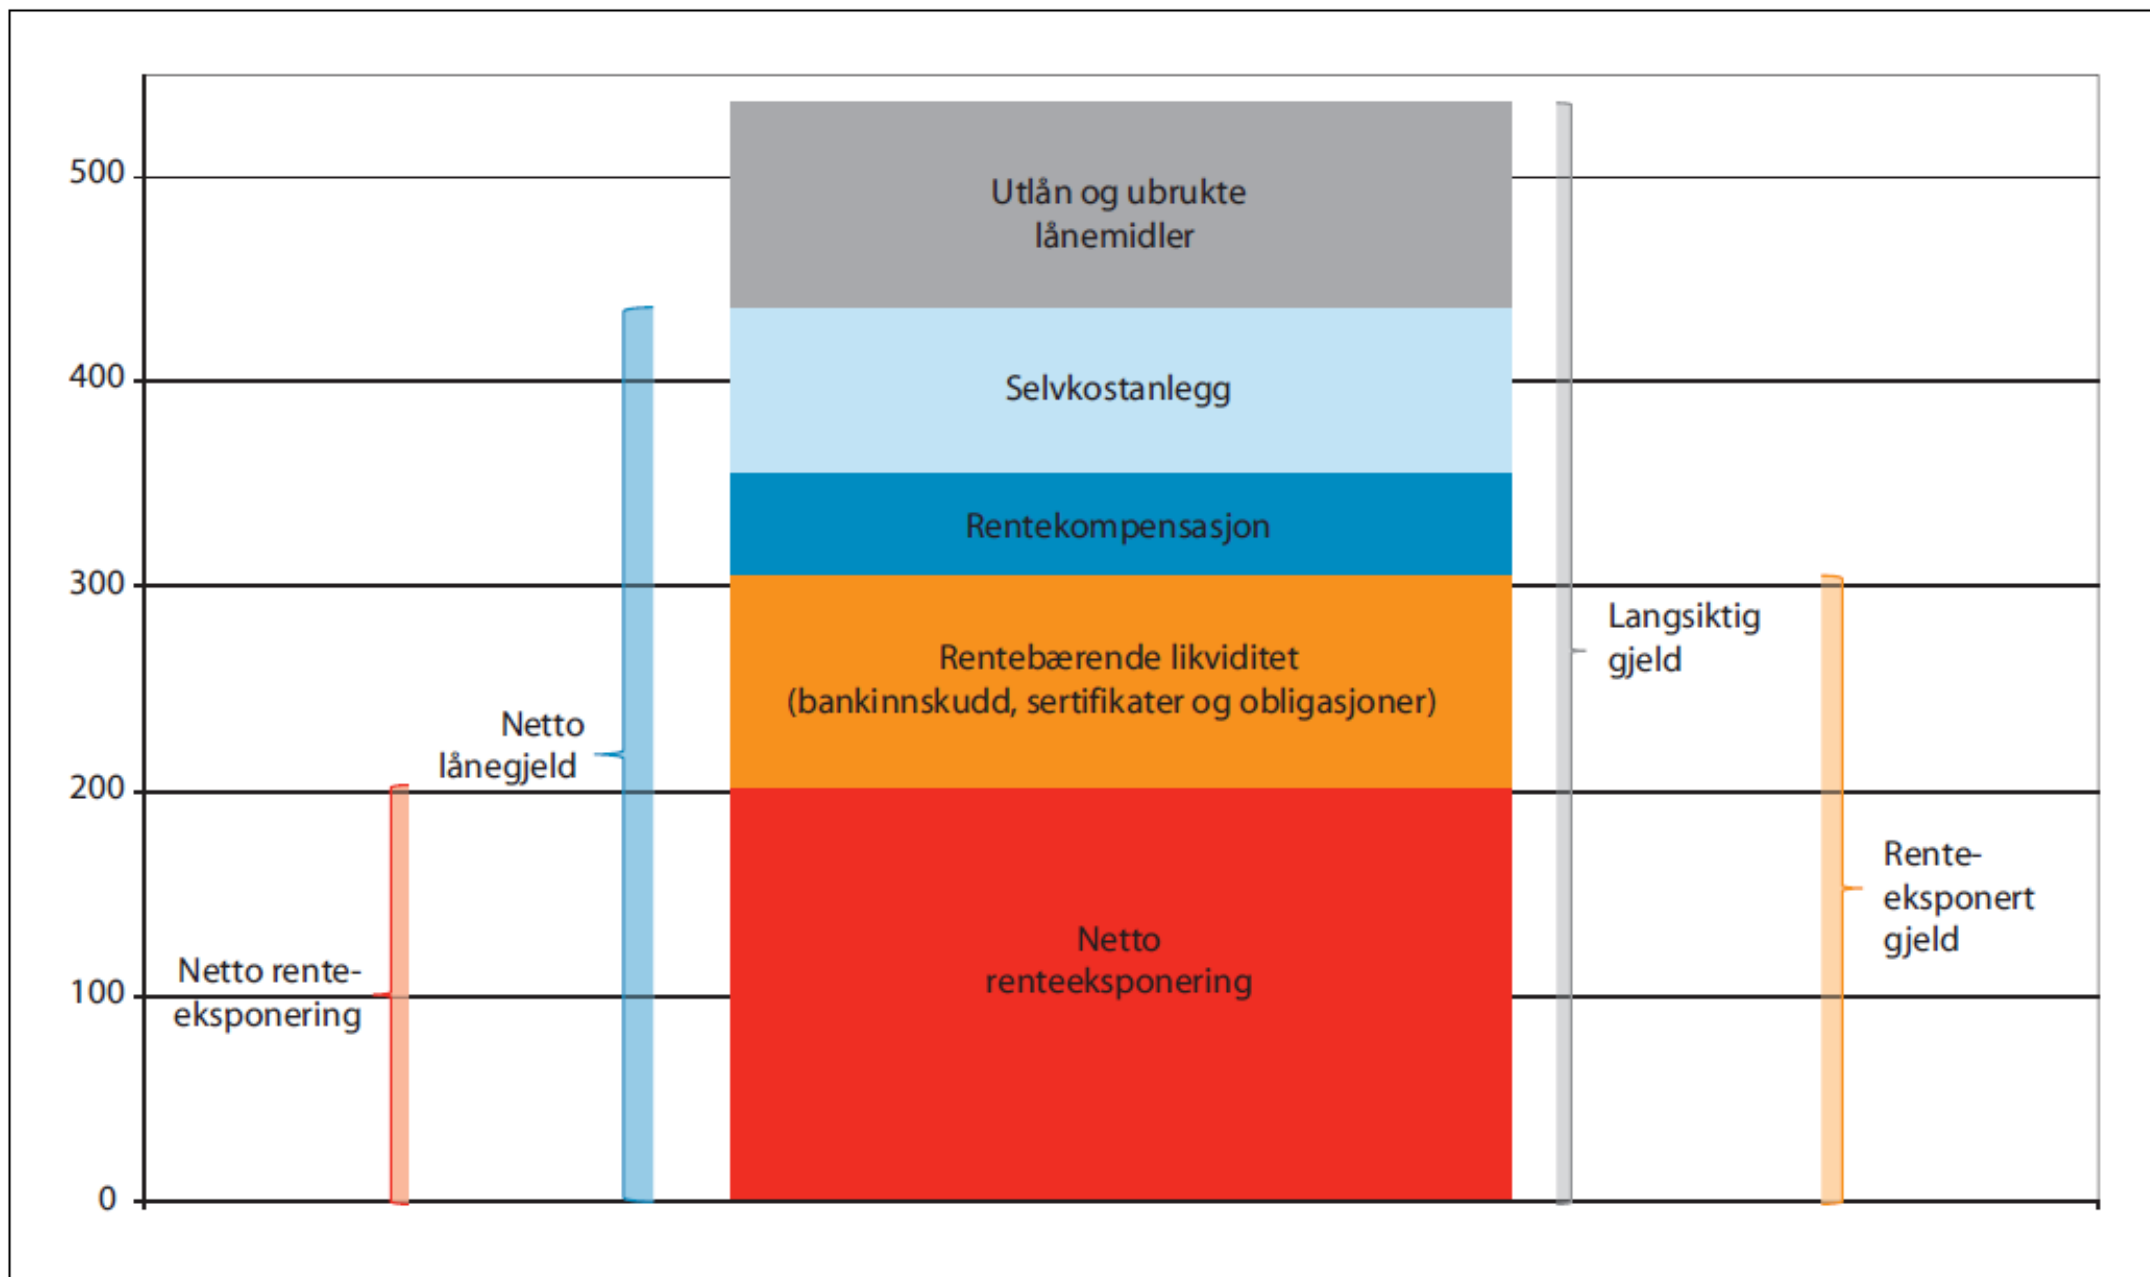 500
400
300
200
100
0
Utlån og ubrukte
lånemidler
Selvkostanlegg
Rentekompensasjon
Rentebærende likviditet
(bankinnskudd, sertifikater og obligasjoner)
Netto
renteeksponering
Netto rente-
eksponering
Netto
lånegjeld
Langsiktig
gjeld
Rente-
eksponert
gjeld